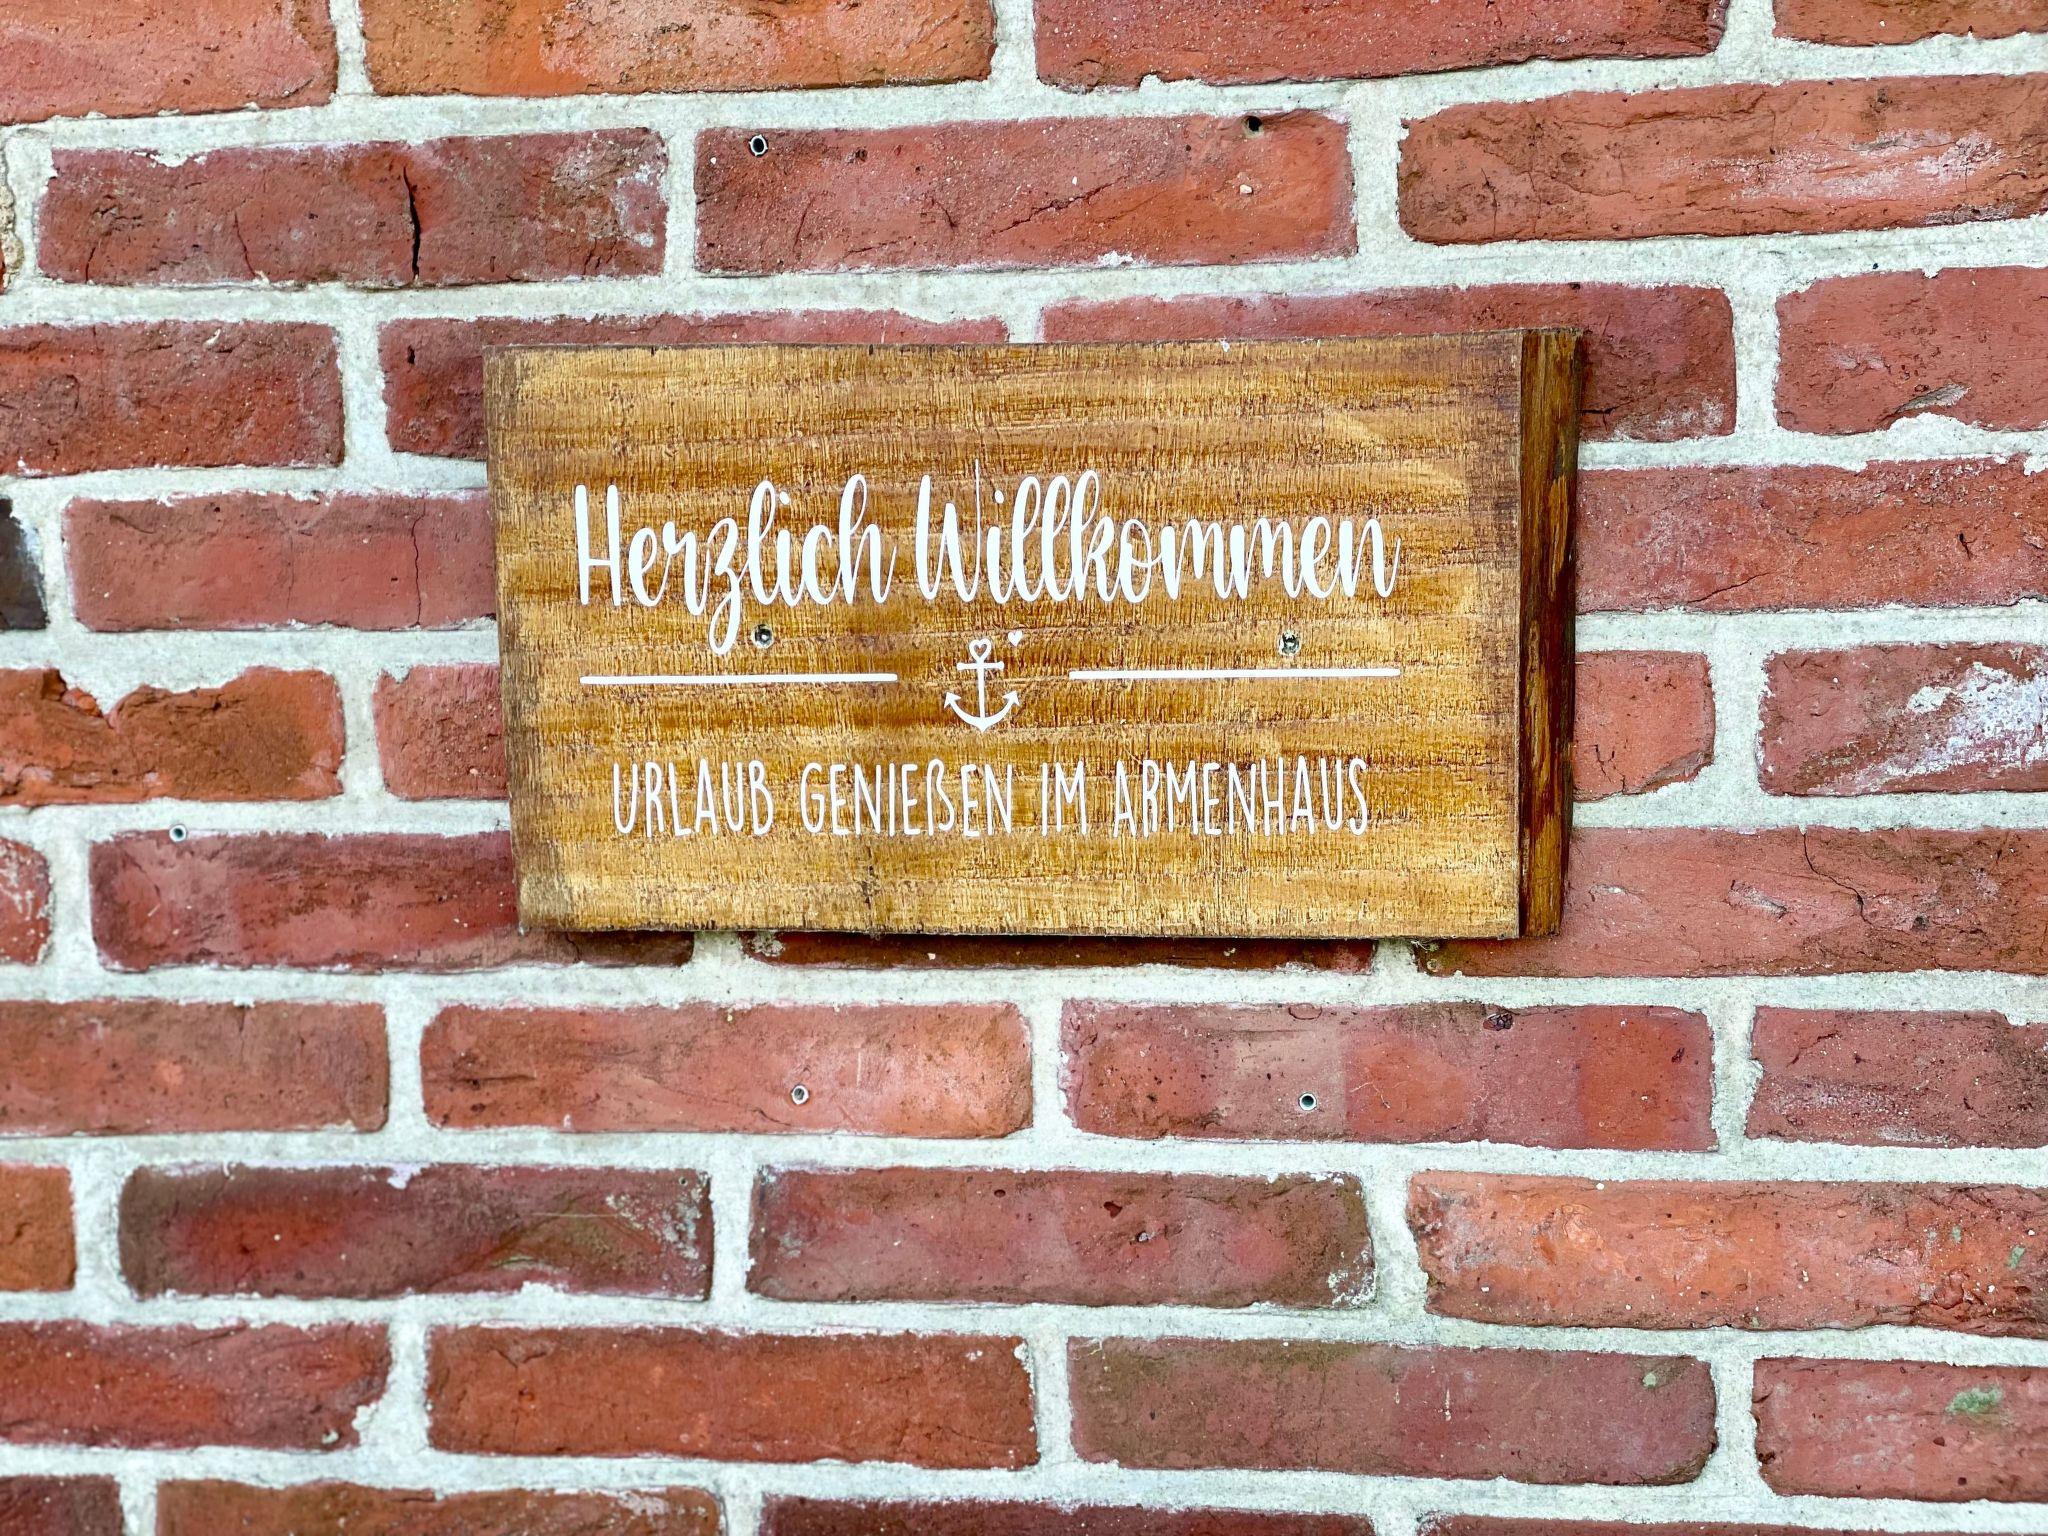 Herzlich Willkommen
URLAUB GENIEßEN IM ARMENHAUS